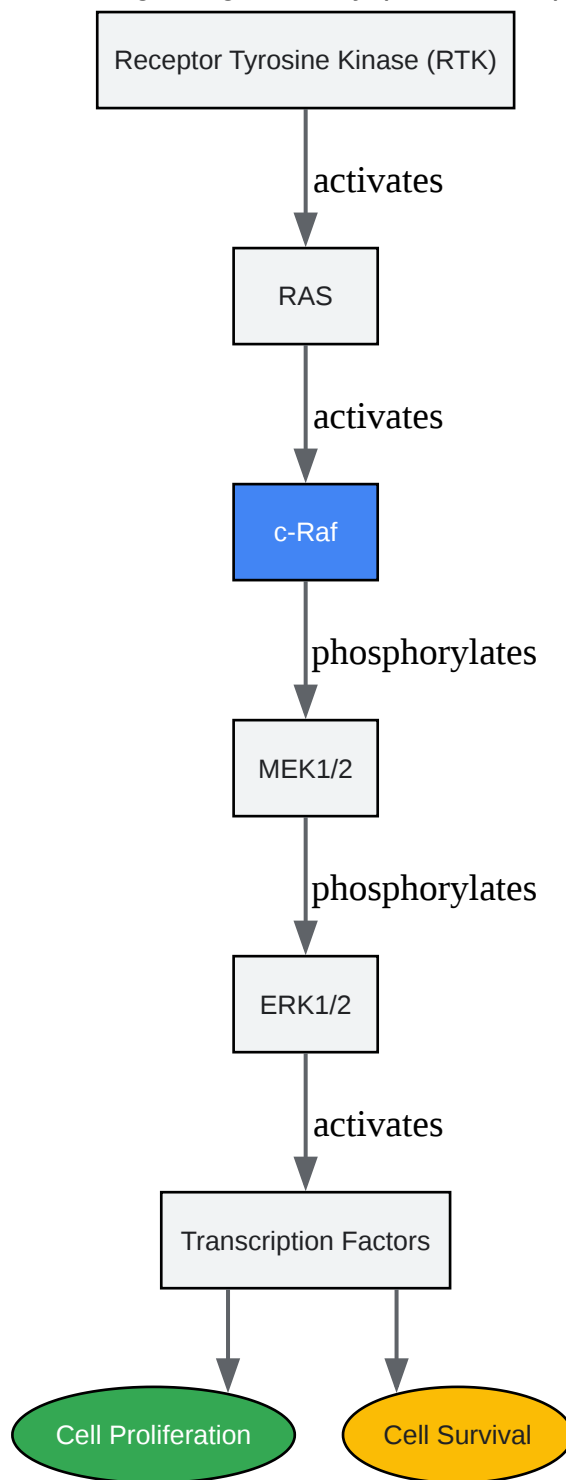 Receptor Tyrosine Kinase (RTK)
activates
RAS
activates
c-Raf
phosphorylates
MEK1/2
phosphorylates
ERK1/2
activates
Transcription Factors
Cell Proliferation
Cell Survival